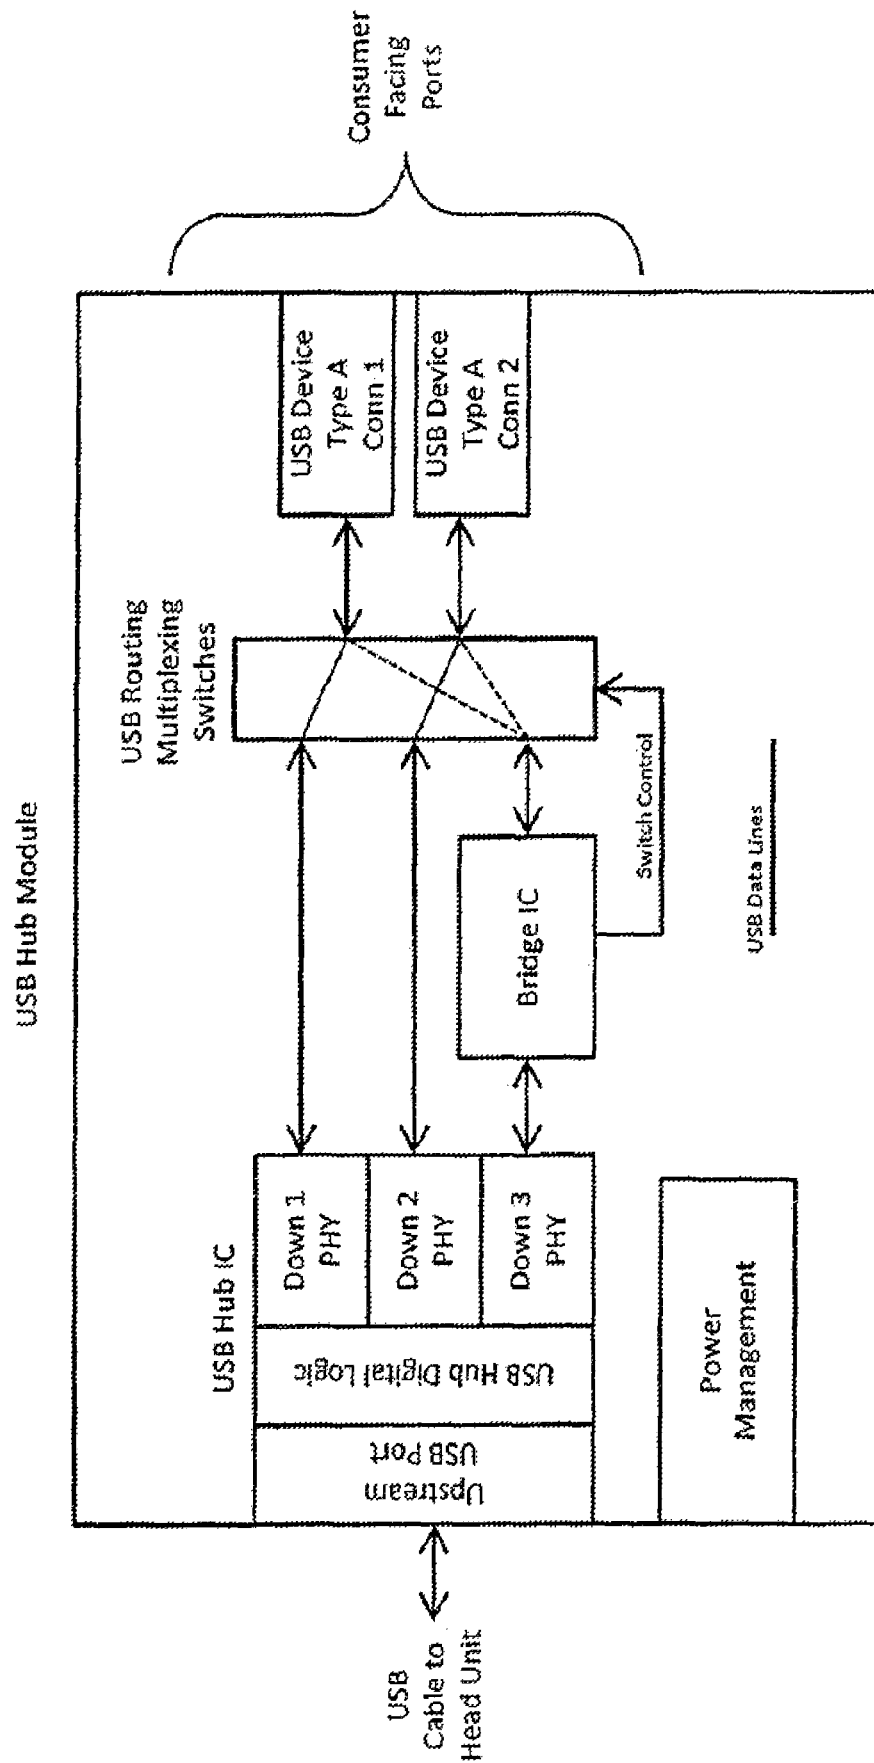 USB Hub Module
USB
Cable to
Head Unit
USB Hub IC
Upstream
USB Port
USB Hub Digital Logic
Down 1
PHY
Down 2
PHY
Down 3
PHY
Power
Management
Bridge IC
Switch Control
USB Data Lines
USB Routing
Multiplexing
Switches
USB Device
Type A
Conn 1
USB Device
Type A
Conn 2
Consumer
Facing
Ports